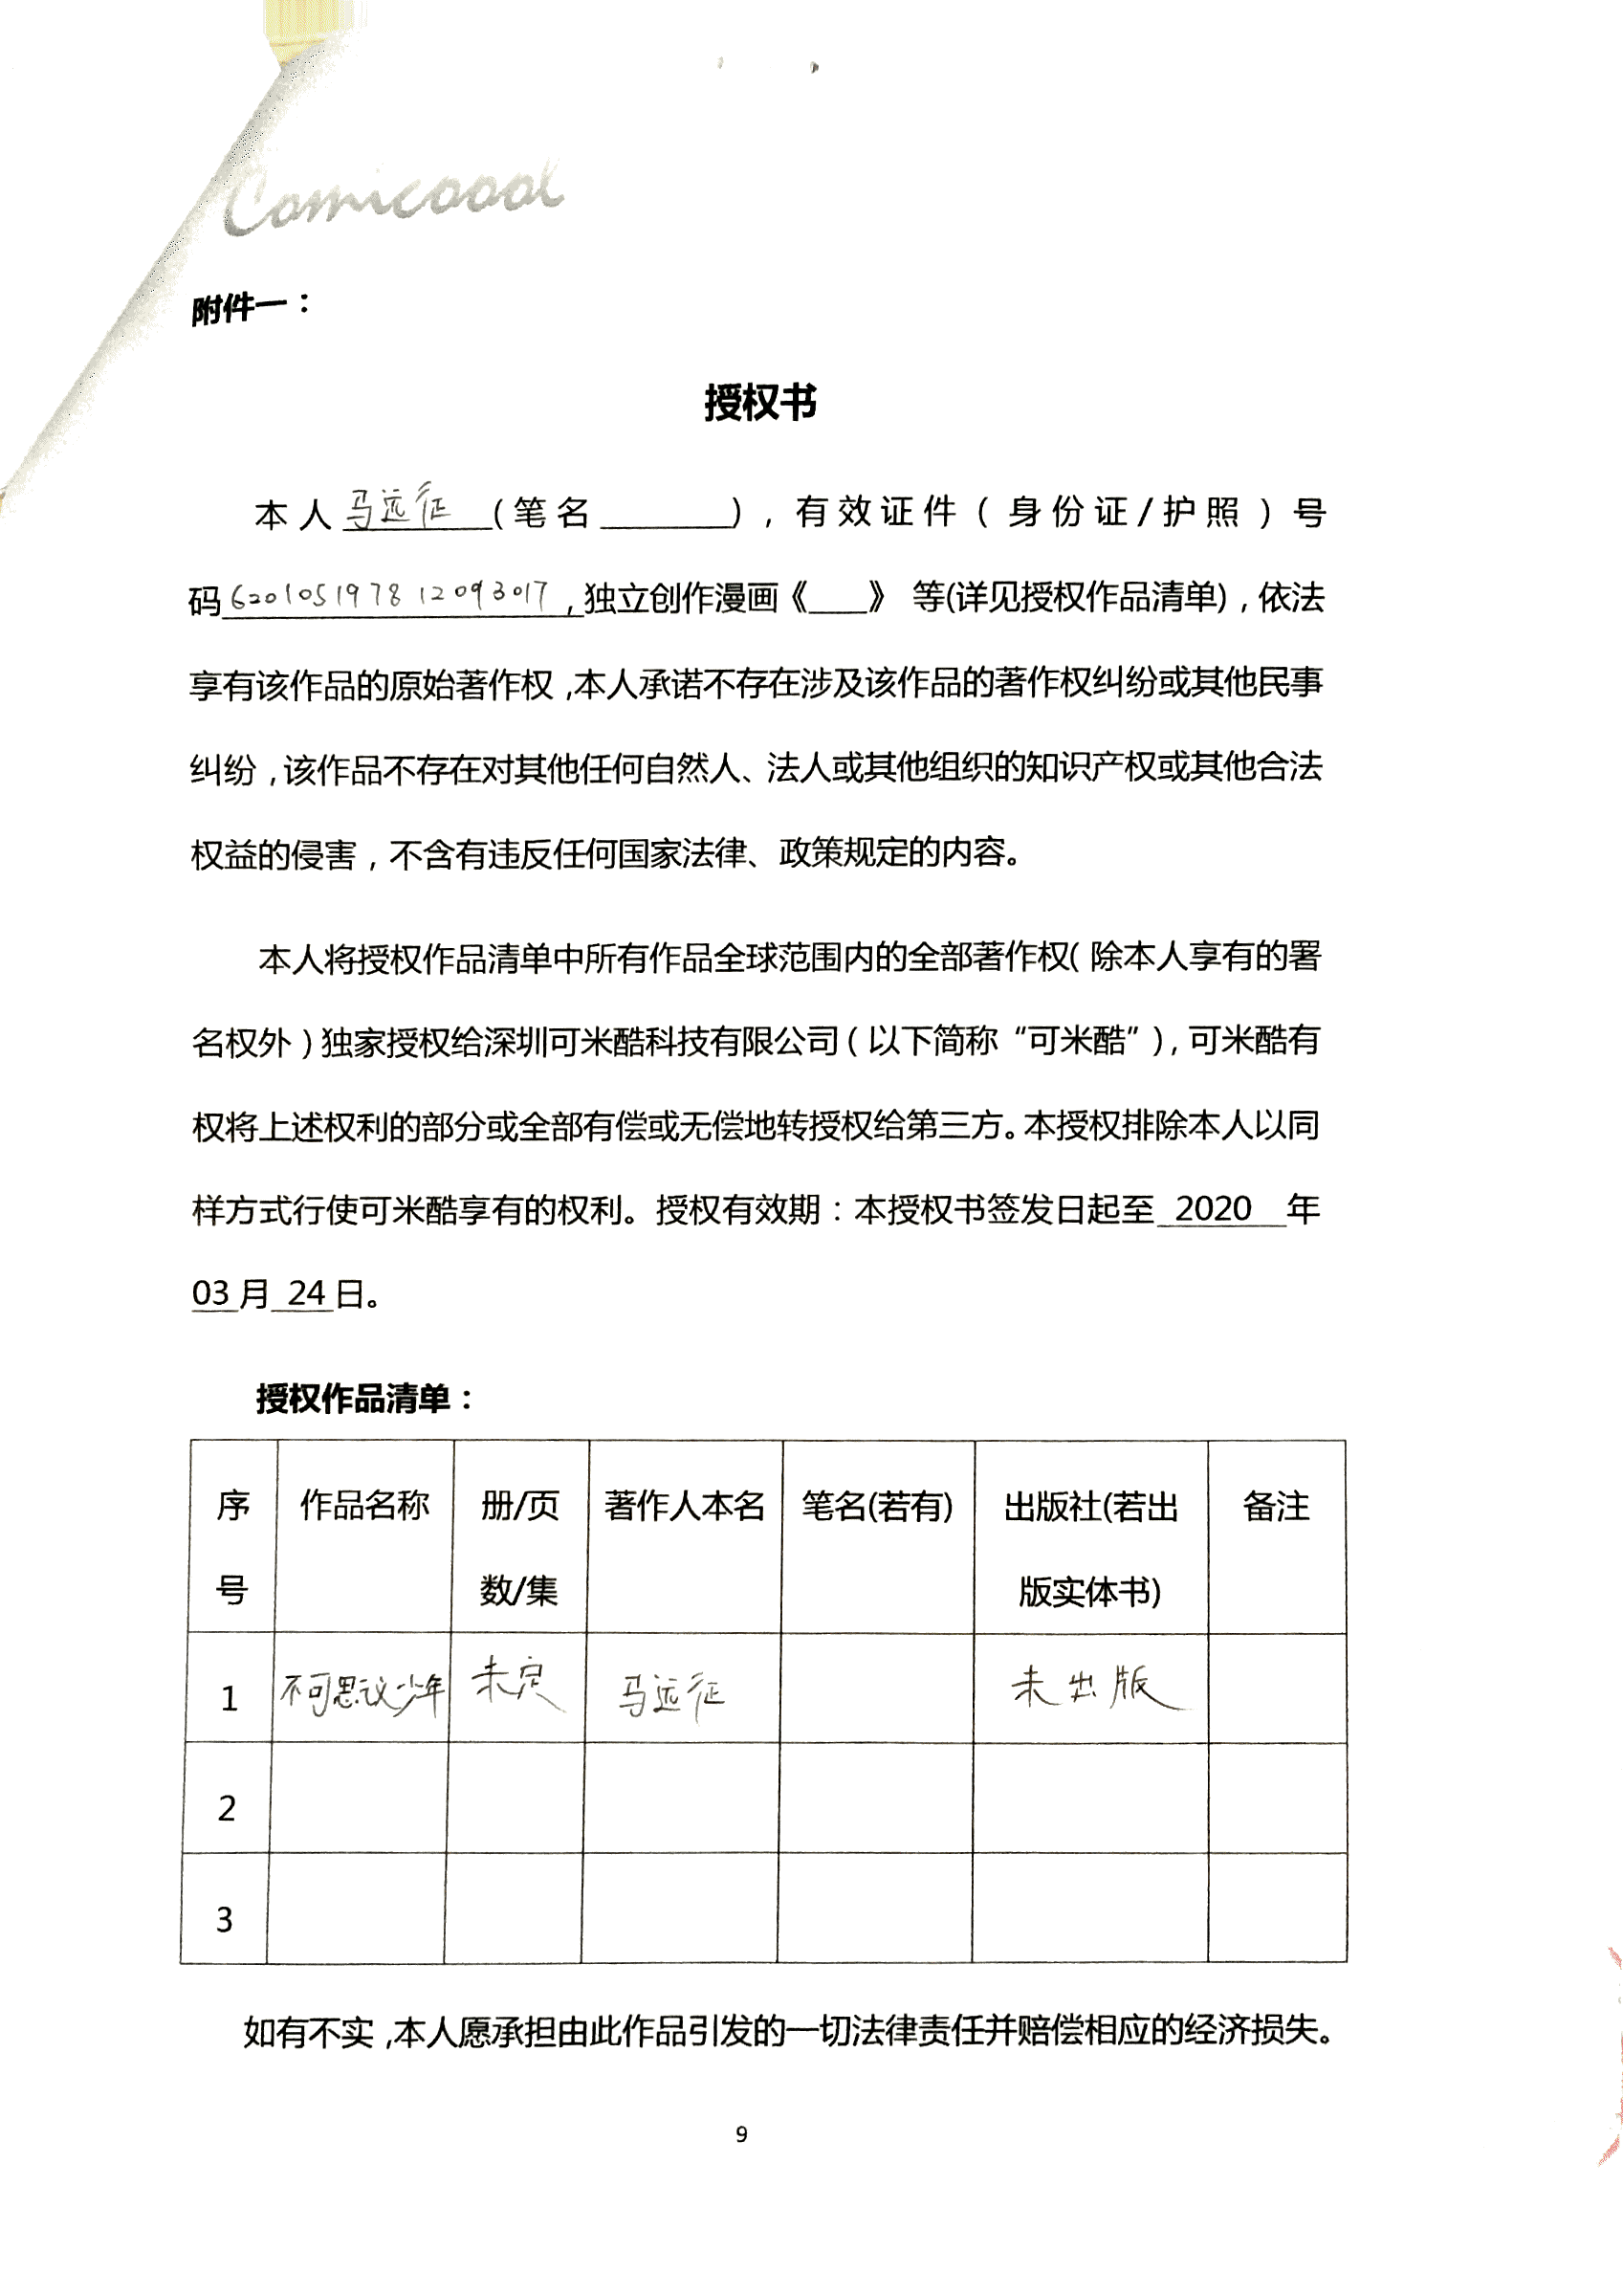 Comicoool
附件一：
授权书
本人马远征(笔名______)，有效证件（身份证/护照）号
码620105197812093017，独立创作漫画《___》 等(详见授权作品清单)，依法
享有该作品的原始著作权，本人承诺不存在涉及该作品的著作权纠纷或其他民事
纠纷，该作品不存在对其他任何自然人、法人或其他组织的知识产权或其他合法
权益的侵害，不含有违反任何国家法律、政策规定的内容。
本人将授权作品清单中所有作品全球范围内的全部著作权（除本人享有的署
名权外）独家授权给深圳可米酷科技有限公司（以下简称“可米酷”），可米酷有
权将上述权利的部分或全部有偿或无偿地转授权给第三方。本授权排除本人以同
样方式行使可米酷享有的权利。授权有效期：本授权书签发日起至 2020 年
03 月 24 日。
授权作品清单：
序号 作品名称 册/页数/集 著作人本名 笔名(若有) 出版社(若出版实体书) 备注
1 不可思议少年 未定 马远征 未出版
2
3
如有不实，本人愿承担由此作品引发的一切法律责任并赔偿相应的经济损失。
9